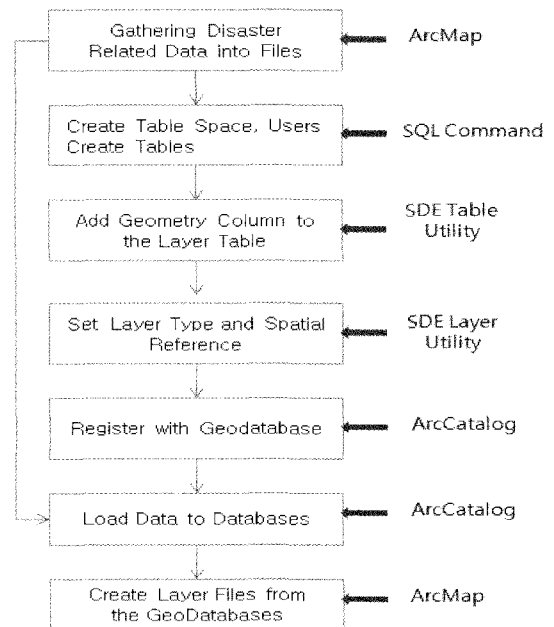 Gathering Disaster
Related Data into Files
ArcMap
Create Table Space, Users
Create Tables
SQL Command
Add Geometry Column to
the Layer Table
SDE Table
Utility
Set Layer Type and Spatial
Reference
SDE Layer
Utility
Register with Geodatabase
ArcCatalog
Load Data to Databases
ArcCatalog
Create Layer Files from
the GeoDatabases
ArcMap